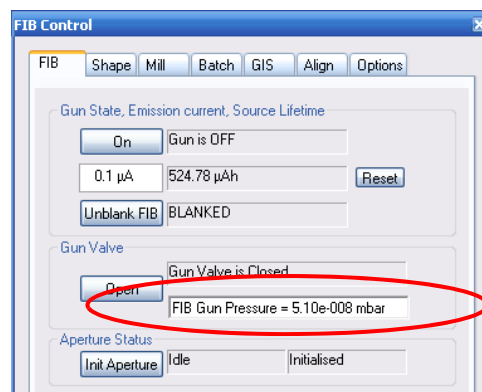 FIB Control
FIB Shape Mill Batch GIS Align Options
Gun State, Emission current, Source Lifetime
On Gun is OFF
0.1 µA 524.78 µAh Reset
Unblank FIB BLANKED
Gun Valve
Gun Valve is Closed
Open
FIB Gun Pressure = 5.10e-008 mbar
Aperture Status
Init Aperture Idle Initialised